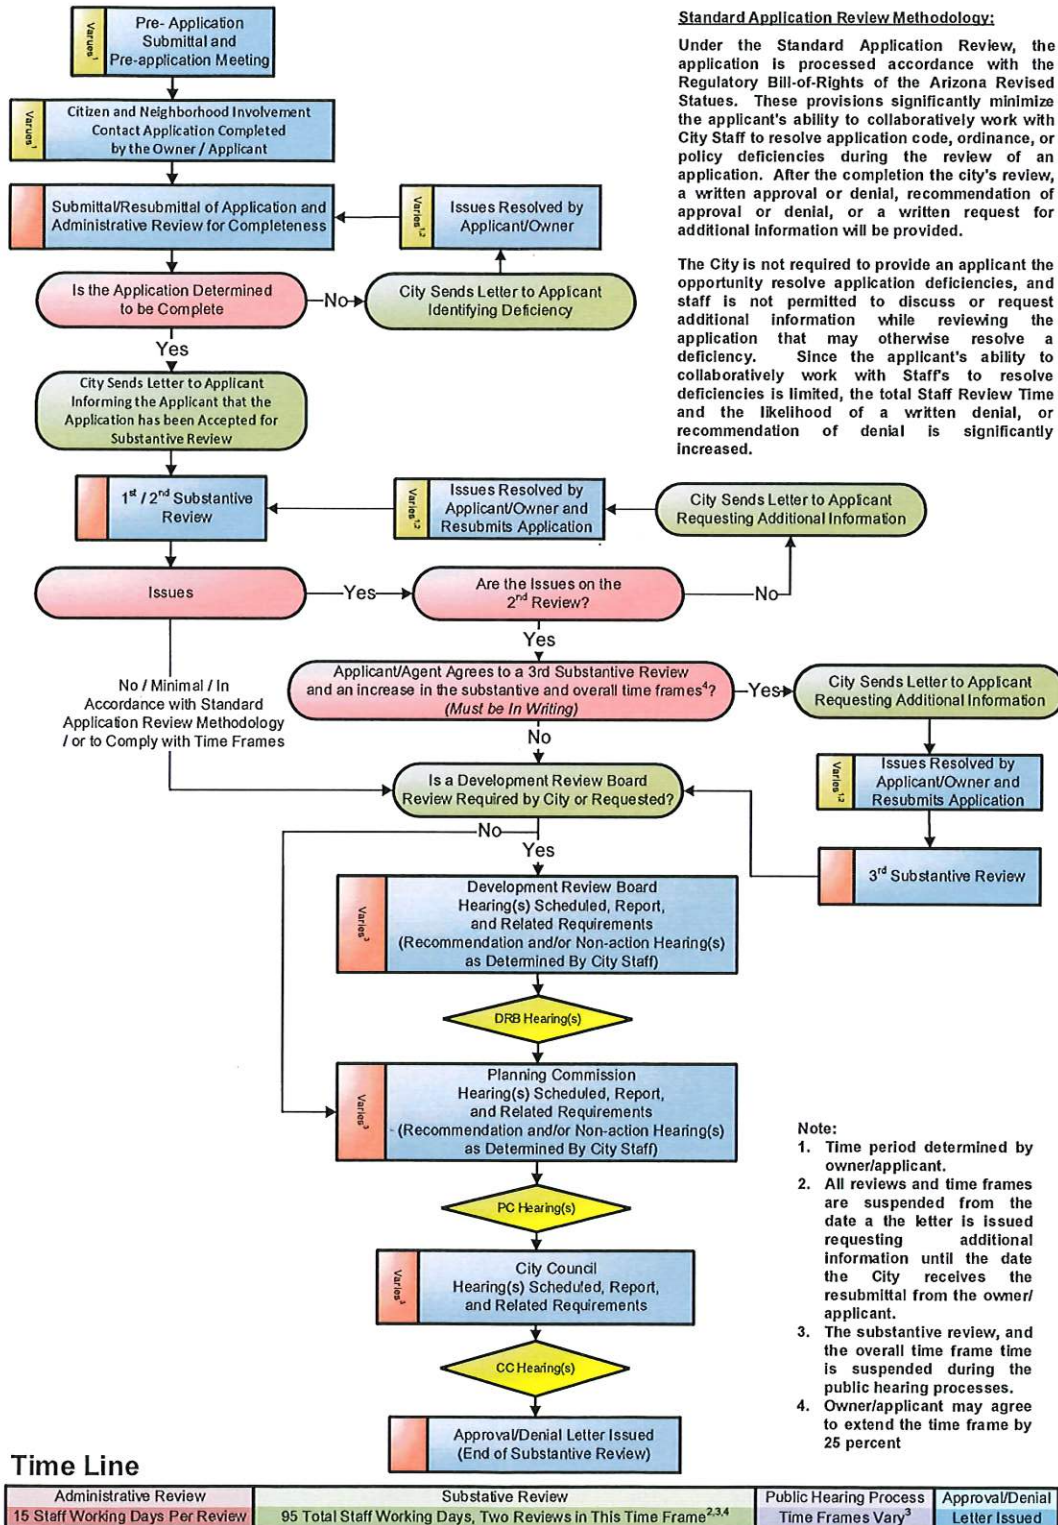 Pre- Application
Submittal and
Pre-application Meeting
Varues1
Citizen and Neighborhood Involvement
Contact Application Completed
by the Owner / Applicant
Varues1
Submittal/Resubmittal of Application and
Administrative Review for Completeness
Issues Resolved by
Applicant/Owner
Varies1,2
Is the Application Determined
to be Complete
No
City Sends Letter to Applicant
Identifying Deficiency
Yes
City Sends Letter to Applicant
Informing the Applicant that the
Application has been Accepted for
Substantive Review
1st / 2nd Substantive
Review
Varies1,2
Issues Resolved by
Applicant/Owner and
Resubmits Application
City Sends Letter to Applicant
Requesting Additional Information
Issues
Yes
Are the Issues on the
2nd Review?
No
Yes
No / Minimal / In
Accordance with Standard
Application Review Methodology
/ or to Comply with Time Frames
Applicant/Agent Agrees to a 3rd Substantive Review
and an increase in the substantive and overall time frames4?
(Must be In Writing)
Yes
City Sends Letter to Applicant
Requesting Additional Information
No
Varies1,2
Issues Resolved by
Applicant/Owner and
Resubmits Application
3rd Substantive Review
Is a Development Review Board
Review Required by City or Requested?
No
Yes
Varies3
Development Review Board
Hearing(s) Scheduled, Report,
and Related Requirements
(Recommendation and/or Non-action Hearing(s)
as Determined By City Staff)
DRB Hearing(s)
Varies3
Planning Commission
Hearing(s) Scheduled, Report,
and Related Requirements
(Recommendation and/or Non-action Hearing(s)
as Determined By City Staff)
PC Hearing(s)
Varies3
City Council
Hearing(s) Scheduled, Report,
and Related Requirements
CC Hearing(s)
Approval/Denial Letter Issued
(End of Substantive Review)
Standard Application Review Methodology:
Under the Standard Application Review, the
application is processed accordance with the
Regulatory Bill-of-Rights of the Arizona Revised
Statues. These provisions significantly minimize
the applicant's ability to collaboratively work with
City Staff to resolve application code, ordinance, or
policy deficiencies during the review of an
application. After the completion the city's review,
a written approval or denial, recommendation of
approval or denial, or a written request for
additional information will be provided.
The City is not required to provide an applicant the
opportunity resolve application deficiencies, and
staff is not permitted to discuss or request
additional information while reviewing the
application that may otherwise resolve a
deficiency. Since the applicant's ability to
collaboratively work with Staff's to resolve
deficiencies is limited, the total Staff Review Time
and the likelihood of a written denial, or
recommendation of denial is significantly
increased.
Note:
1. Time period determined by
owner/applicant.
2. All reviews and time frames
are suspended from the
date a the letter is issued
requesting additional
information until the date
the City receives the
resubmittal from the owner/
applicant.
3. The substantive review, and
the overall time frame time
is suspended during the
public hearing processes.
4. Owner/applicant may agree
to extend the time frame by
25 percent
Time Line
Administrative Review
15 Staff Working Days Per Review
Substative Review
95 Total Staff Working Days, Two Reviews in This Time Frame2,3,4
Public Hearing Process
Time Frames Vary3
Approval/Denial
Letter Issued